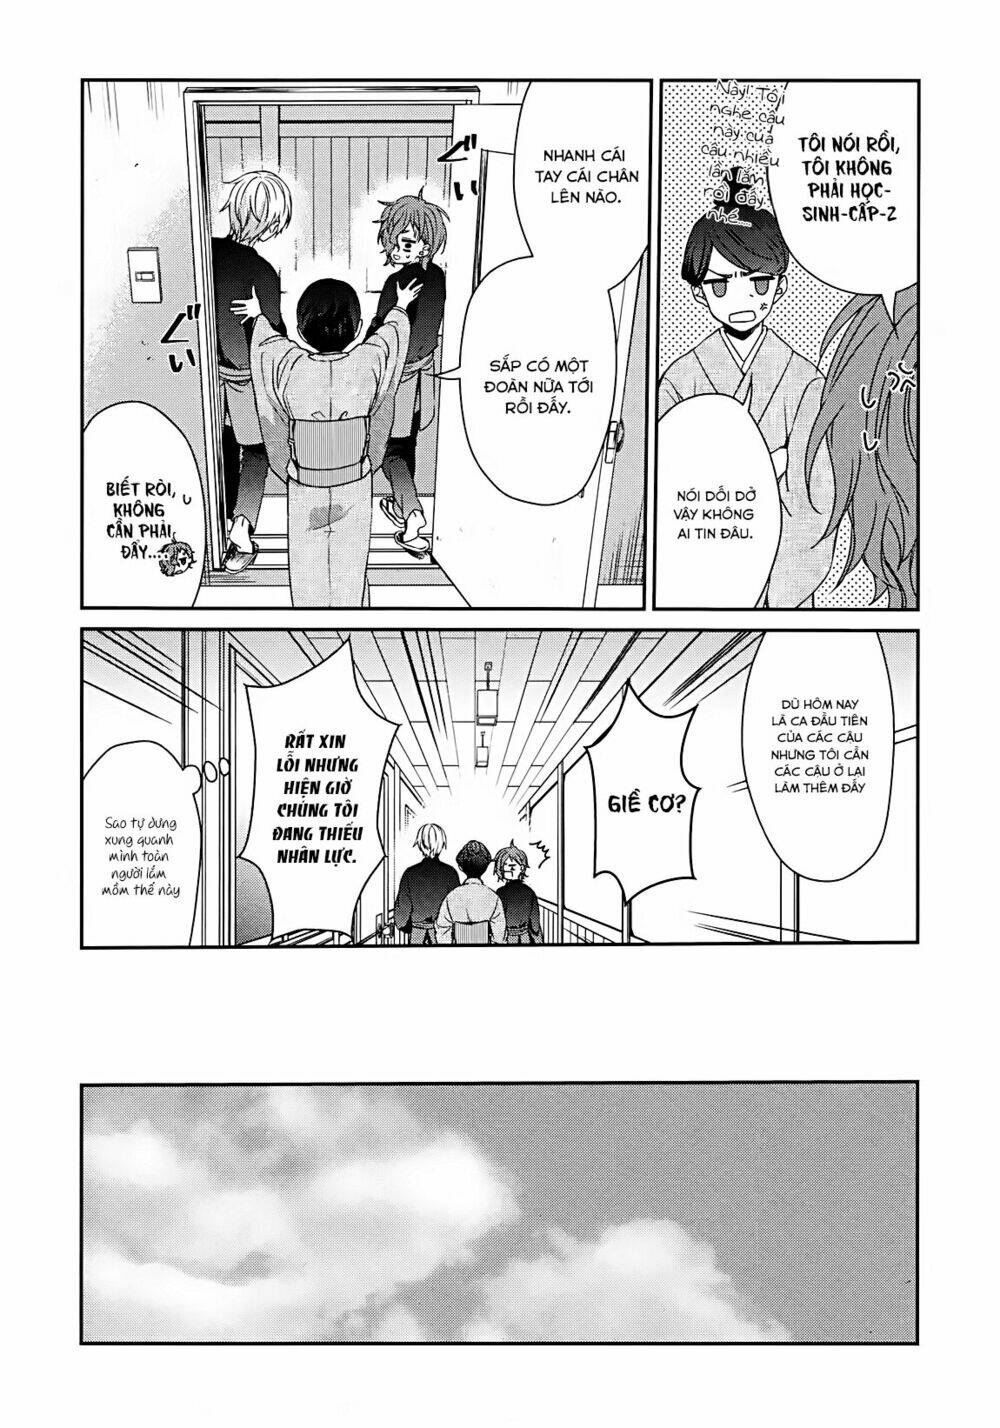 TÔI NÓI RỒI,
TÔI KHÔNG
PHẢI HỌC-
SINH-CẤP-2
Này! Tôi
nghe câu
này của
cậu nhiều
lần lắm
rồi đấy
nhé....
NÓI DỐI DỞ
VẬY KHÔNG
AI TIN ĐÂU.
NHANH CÁI
TAY CÁI CHÂN
LÊN NÀO.
SẮP CÓ MỘT
ĐOÀN NỮA TỚI
RỒI ĐẤY.
BIẾT RỒI,
KHÔNG
CẦN PHẢI
ĐẨY....
DÙ HÔM NAY
LÀ CA ĐẦU TIÊN
CỦA CÁC CẬU
NHƯNG TÔI CẦN
CÁC CẬU Ở LẠI
LÀM THÊM ĐẤY
GIỀ CƠ?
RẤT XIN
LỖI NHƯNG
HIỆN GIỜ
CHÚNG TÔI
ĐANG THIẾU
NHÂN LỰC.
Sao tự dưng
xung quanh
mình toàn
người lắm
mồm thế này